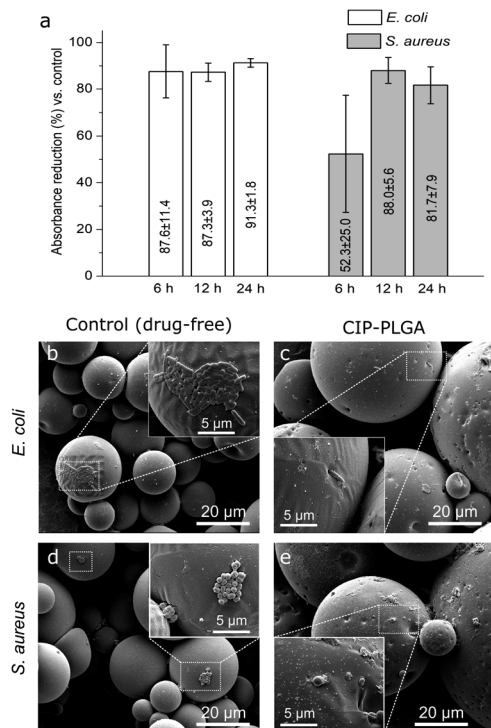 a
E. coli
S. aureus
Absorbance reduction (%) vs. control
100
80
60
40
20
0
87.6±11.4
87.3±3.9
91.3±1.8
52.3±25.0
88.0±5.6
81.7±7.9
6 h
12 h
24 h
6 h
12 h
24 h
Control (drug-free)
CIP-PLGA
E. coli
b
5 µm
20 µm
c
5 µm
20 µm
S. aureus
d
5 µm
20 µm
e
5 µm
20 µm